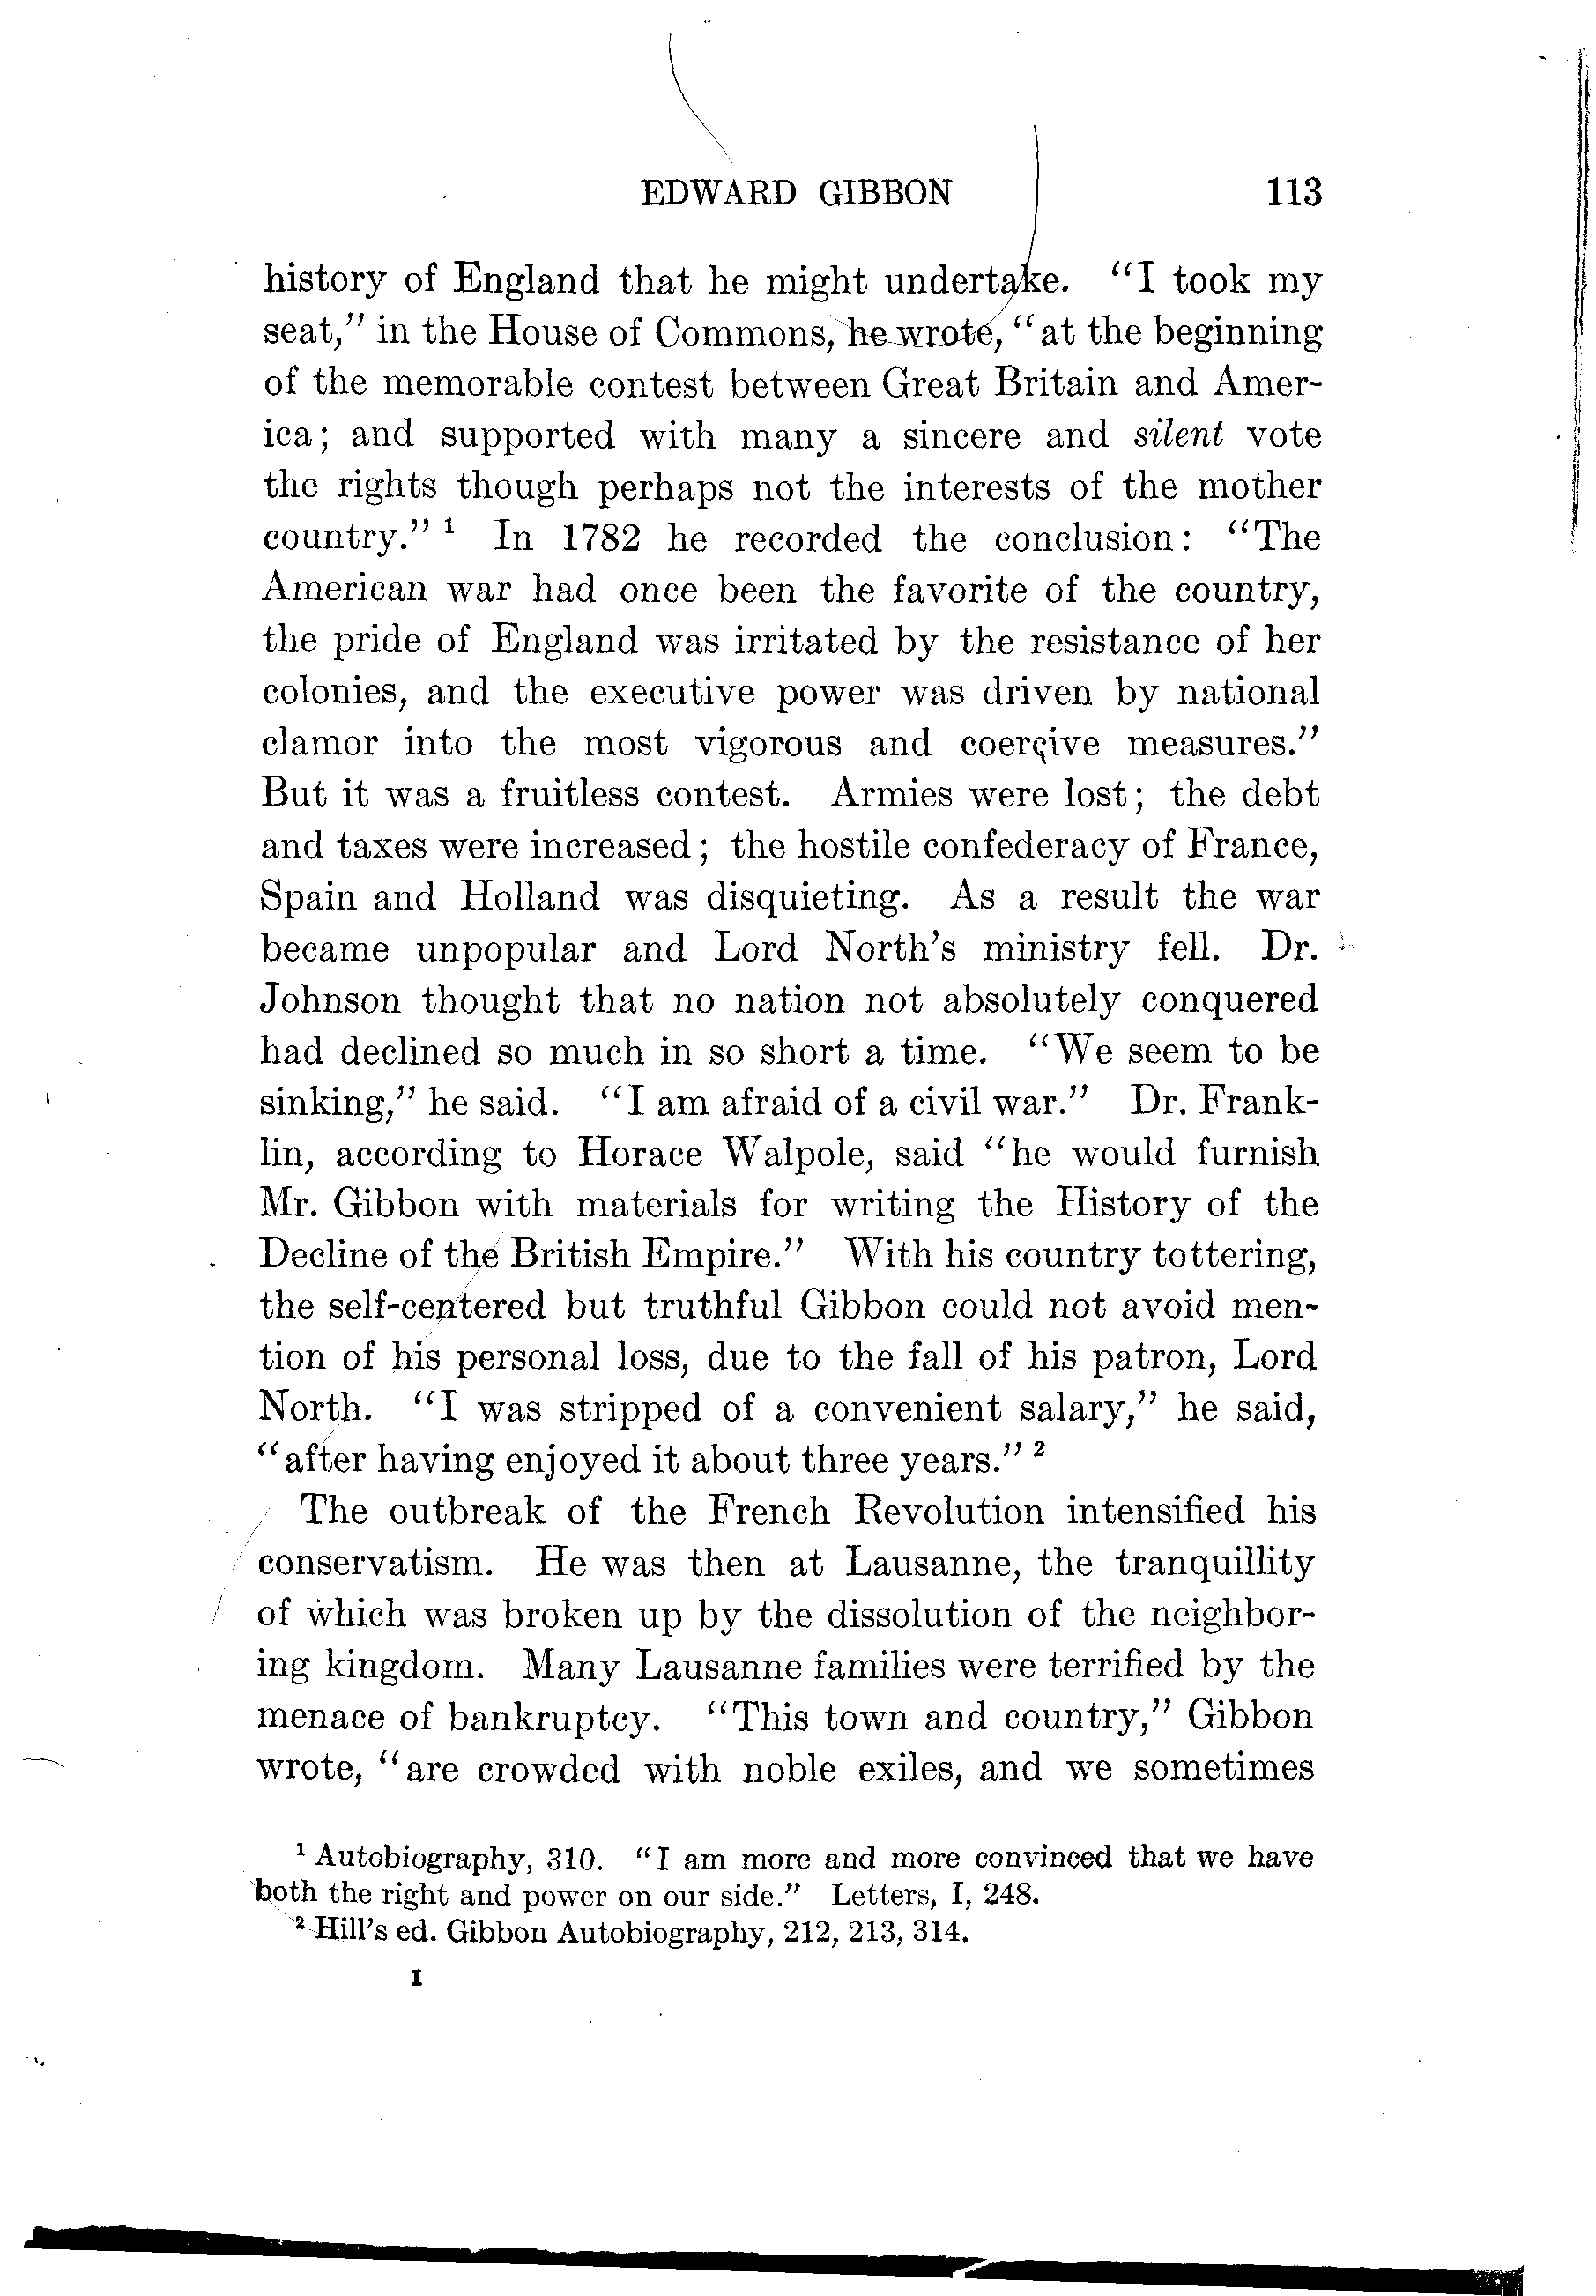 EDWARD GIBBON 113
history of England that he might undertake. "I took my
seat," in the House of Commons, he wrote, "at the beginning
of the memorable contest between Great Britain and Amer-
ica; and supported with many a sincere and silent vote
the rights though perhaps not the interests of the mother
country." ¹ In 1782 he recorded the conclusion: "The
American war had once been the favorite of the country,
the pride of England was irritated by the resistance of her
colonies, and the executive power was driven by national
clamor into the most vigorous and coercive measures."
But it was a fruitless contest. Armies were lost; the debt
and taxes were increased; the hostile confederacy of France,
Spain and Holland was disquieting. As a result the war
became unpopular and Lord North's ministry fell. Dr.
Johnson thought that no nation not absolutely conquered
had declined so much in so short a time. "We seem to be
sinking," he said. "I am afraid of a civil war." Dr. Frank-
lin, according to Horace Walpole, said "he would furnish
Mr. Gibbon with materials for writing the History of the
Decline of the British Empire." With his country tottering,
the self-centered but truthful Gibbon could not avoid men-
tion of his personal loss, due to the fall of his patron, Lord
North. "I was stripped of a convenient salary," he said,
"after having enjoyed it about three years." ²
The outbreak of the French Revolution intensified his
conservatism. He was then at Lausanne, the tranquillity
of which was broken up by the dissolution of the neighbor-
ing kingdom. Many Lausanne families were terrified by the
menace of bankruptcy. "This town and country," Gibbon
wrote, "are crowded with noble exiles, and we sometimes
¹ Autobiography, 310. "I am more and more convinced that we have
both the right and power on our side." Letters, I, 248.
² Hill's ed. Gibbon Autobiography, 212, 213, 314.
I